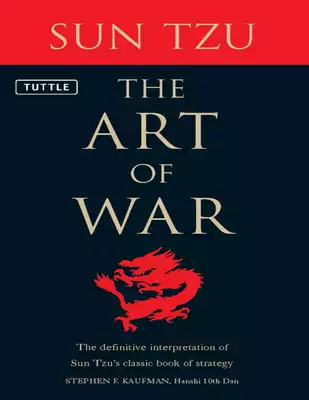 SUN TZU
TUTTLE
THE
ART
OF
WAR
The definitive interpretation of
Sun Tzu's classic book of strategy
STEPHEN F. KAUFMAN, Hanshi 10th Dan